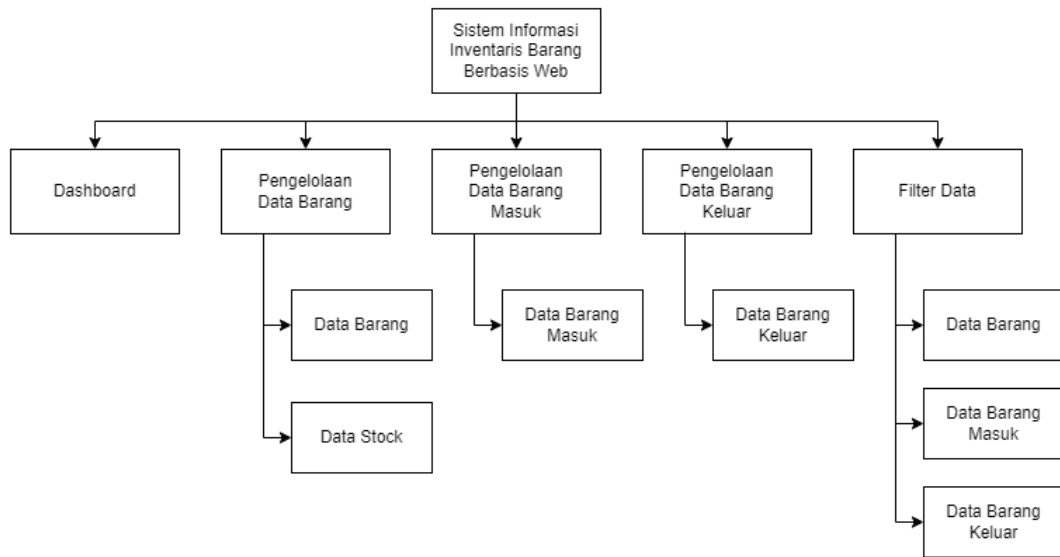 Sistem Informasi
Inventaris Barang
Berbasis Web
Dashboard
Pengelolaan
Data Barang
Pengelolaan
Data Barang
Masuk
Pengelolaan
Data Barang
Keluar
Filter Data
Data Barang
Data Barang
Masuk
Data Barang
Keluar
Data Barang
Data Stock
Data Barang
Masuk
Data Barang
Keluar